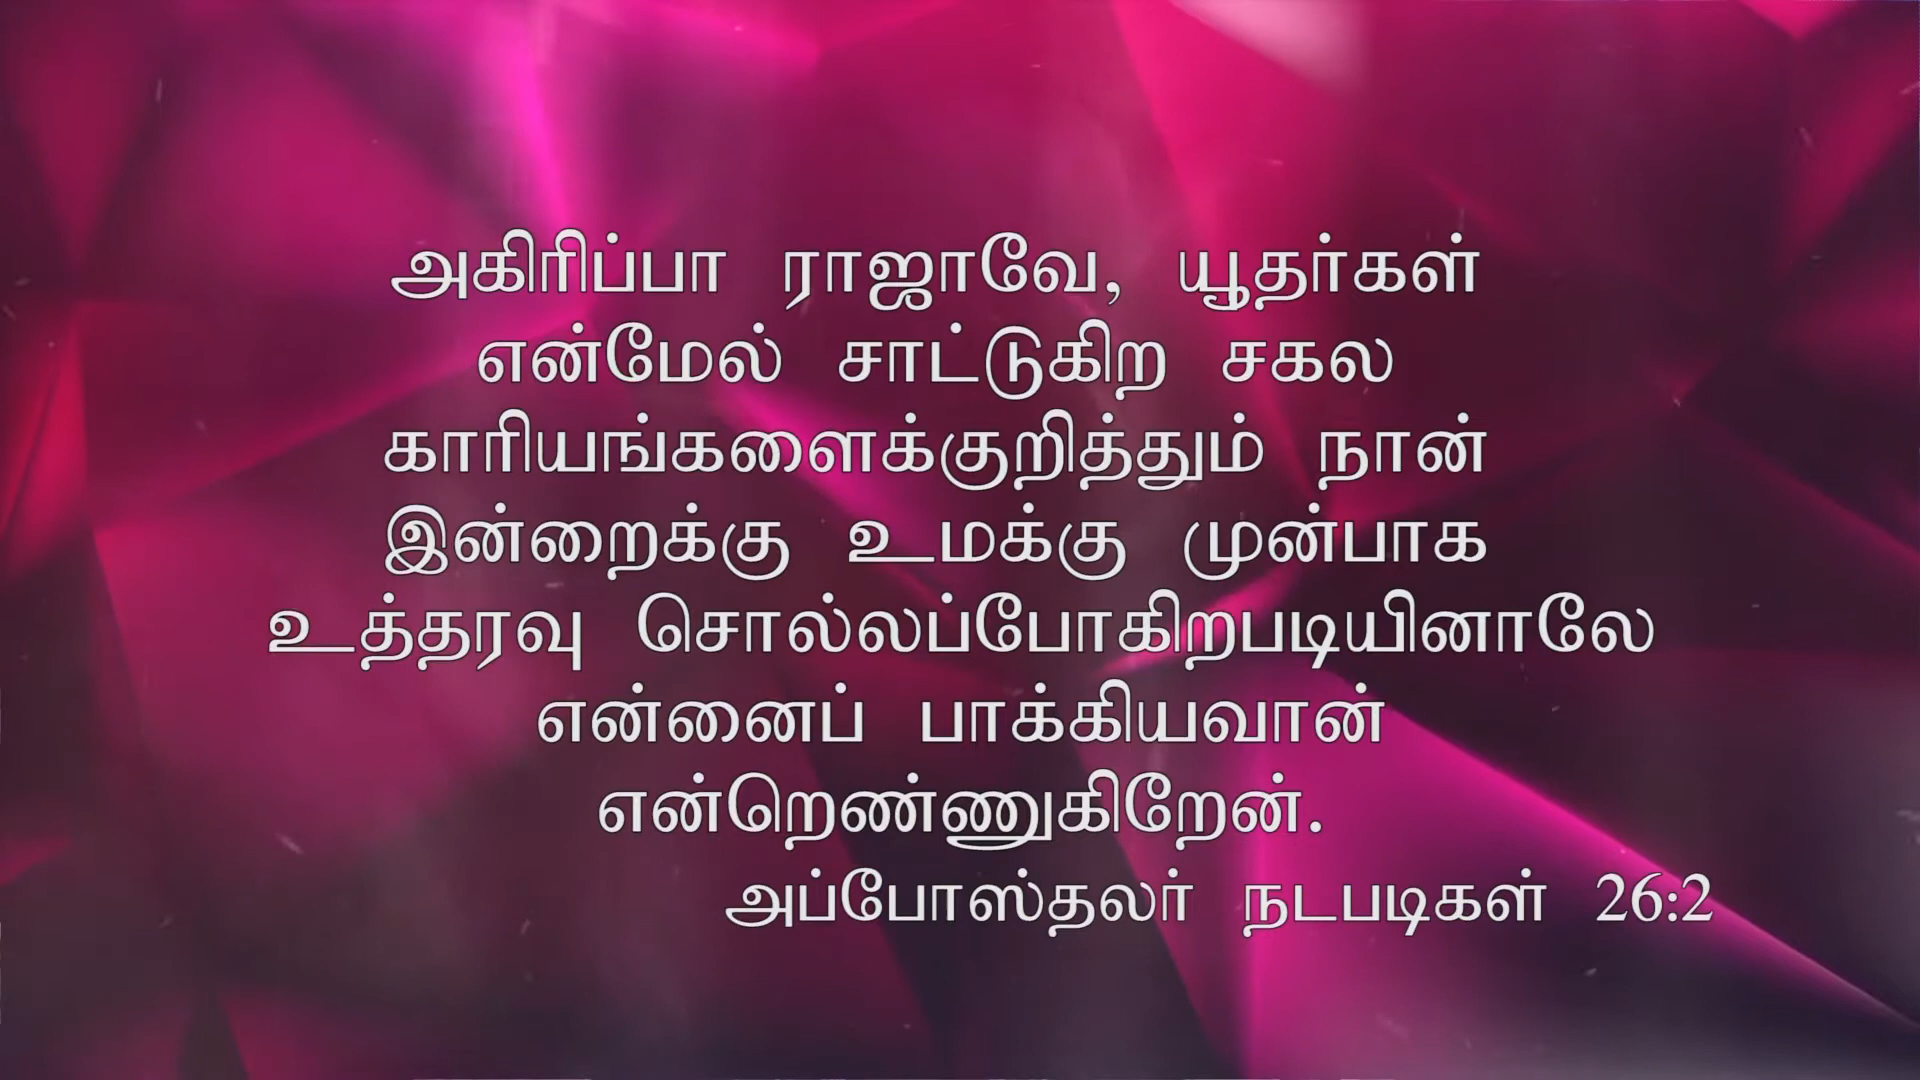 அகிரிப்பா ராஜாவே, யூதர்கள்
என்மேல் சாட்டுகிற சகல
காரியங்களைக்குறித்தும் நான்
இன்றைக்கு உமக்கு முன்பாக
உத்தரவு சொல்லப்போகிறபடியினாலே
என்னைப் பாக்கியவான்
என்றெண்ணுகிறேன்.
அப்போஸ்தலர் நடபடிகள் 26:2